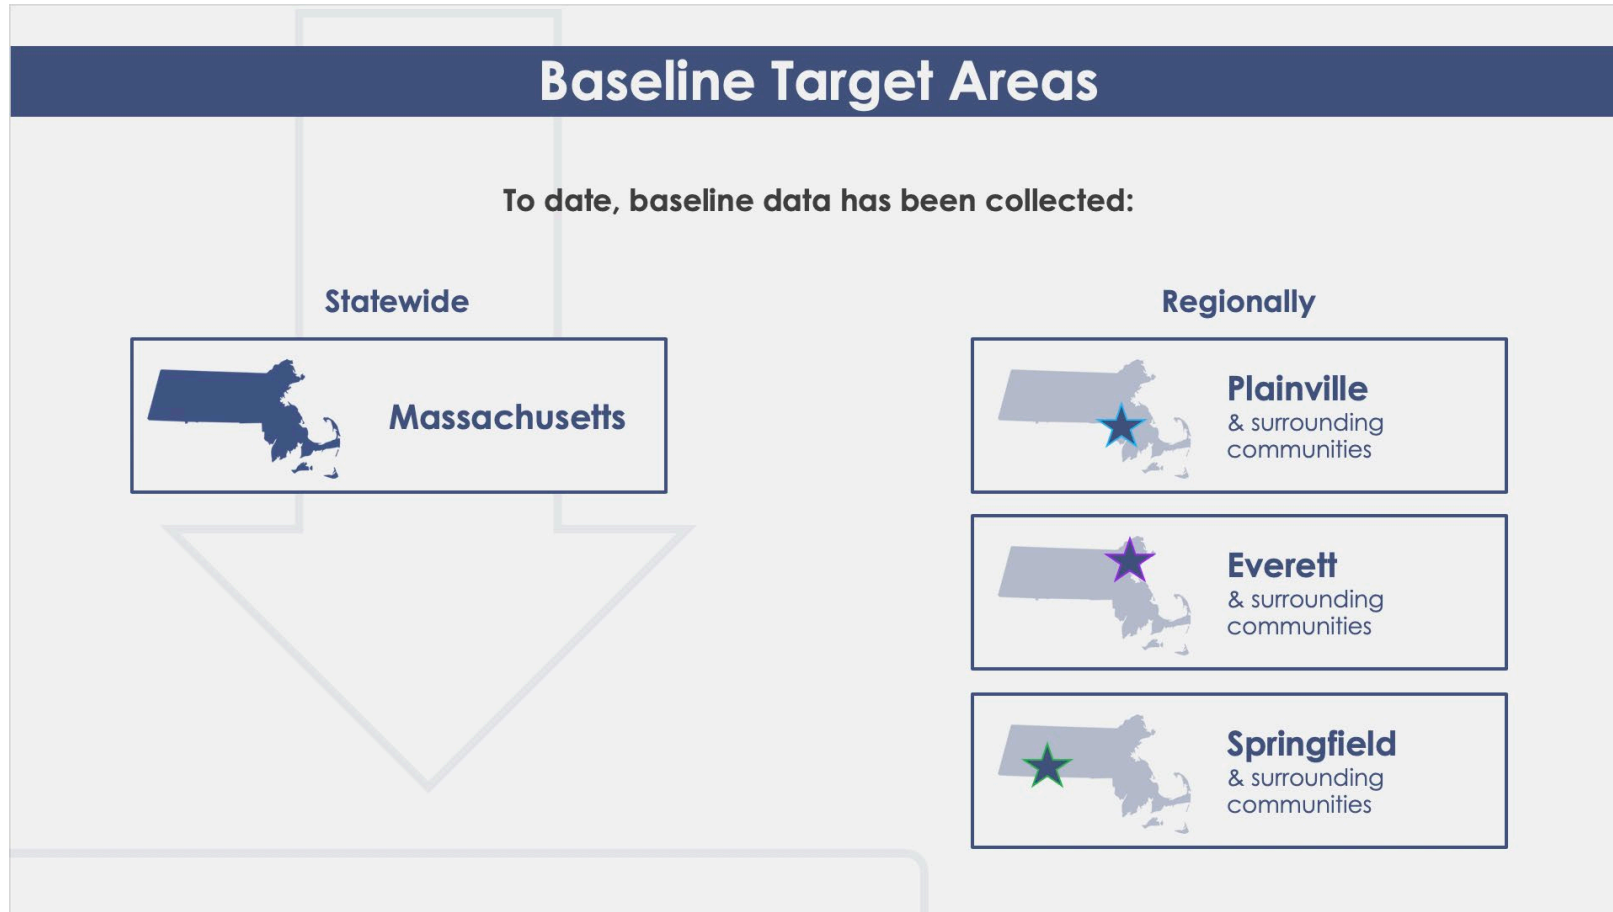 Baseline Target Areas
To date, baseline data has been collected:
Statewide
Massachusetts
Regionally
Plainville
& surrounding
communities
Everett
& surrounding
communities
Springfield
& surrounding
communities